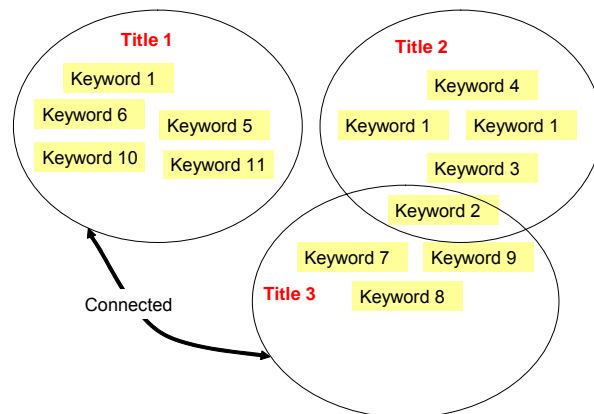 Title 1
Keyword 1
Keyword 6
Keyword 5
Keyword 10
Keyword 11
Title 2
Keyword 4
Keyword 1
Keyword 1
Keyword 3
Keyword 2
Keyword 7
Keyword 9
Title 3
Keyword 8
Connected